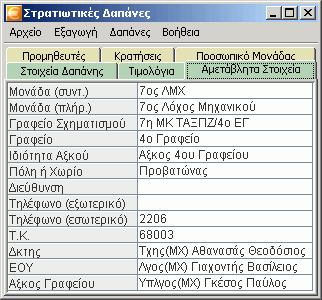 Στρατιωτικές Δαπάνες
Αρχείο Εξαγωγή Δαπάνες Βοήθεια
Προμηθευτές Κρατήσεις Προσωπικό Μονάδας
Στοιχεία Δαπάνης Τιμολόγια Αμετάβλητα Στοιχεία
Μονάδα (συντ.) 7ος ΛΜΧ
Μονάδα (πλήρ.) 7ος Λόχος Μηχανικού
Γραφείο Σχηματισμού 7η ΜΚ ΤΑΞΠΖ/4ο ΕΓ
Γραφείο 4ο Γραφείο
Ιδιότητα Αξκού Αξκος 4ου Γραφείου
Πόλη ή Χωρίο Προβατώνας
Διεύθυνση
Τηλέφωνο (εξωτερικό)
Τηλέφωνο (εσωτερικό) 2206
Τ.Κ. 68003
Δκτης Τχης(ΜΧ) Αθανασάς Θεοδόσιος
ΕΟΥ Λγος(ΜΧ) Γιαχοντής Βασίλειος
Αξκος Γραφείου Υπλγος(ΜΧ) Γκέσος Παύλος